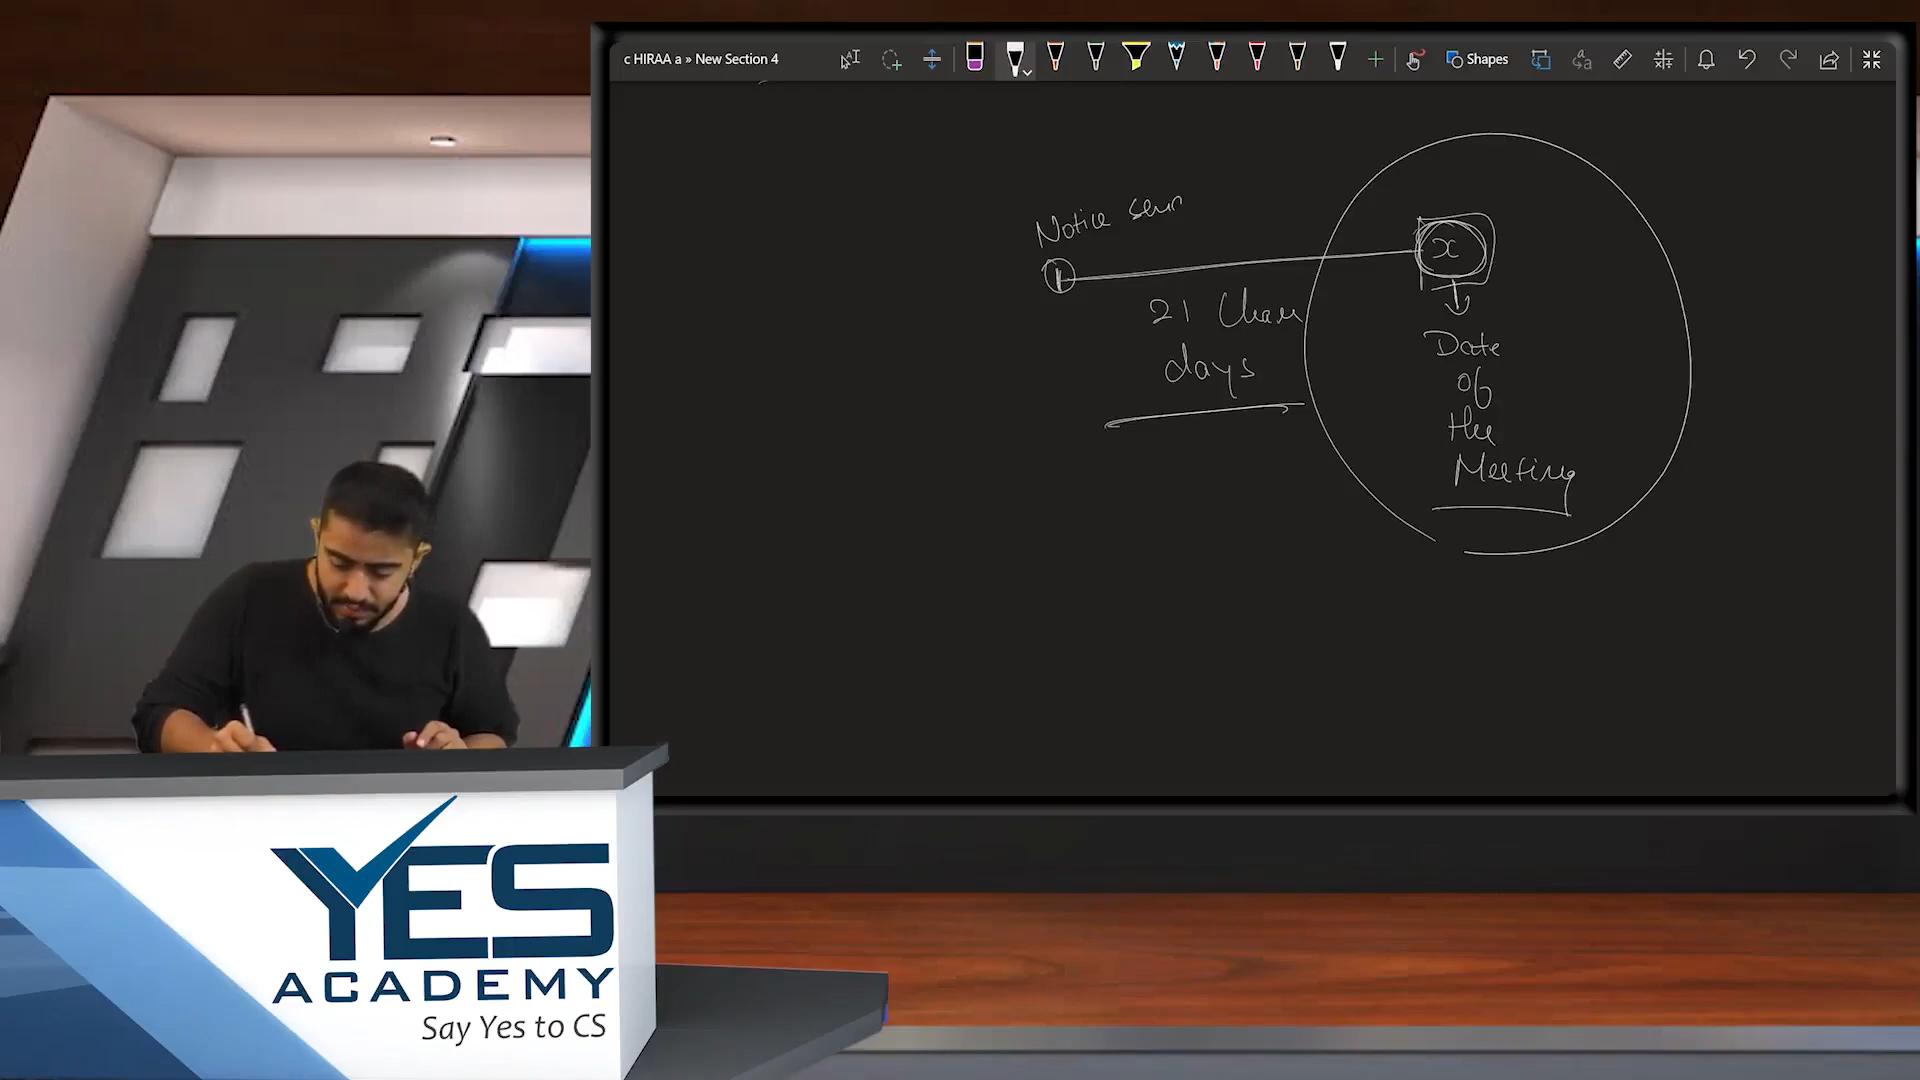 c HIRAA a » New Section 4
Shapes
Notice
x
21 Clear
days
Date
of
the
Meeting
YES
ACADEMY
Say Yes to CS